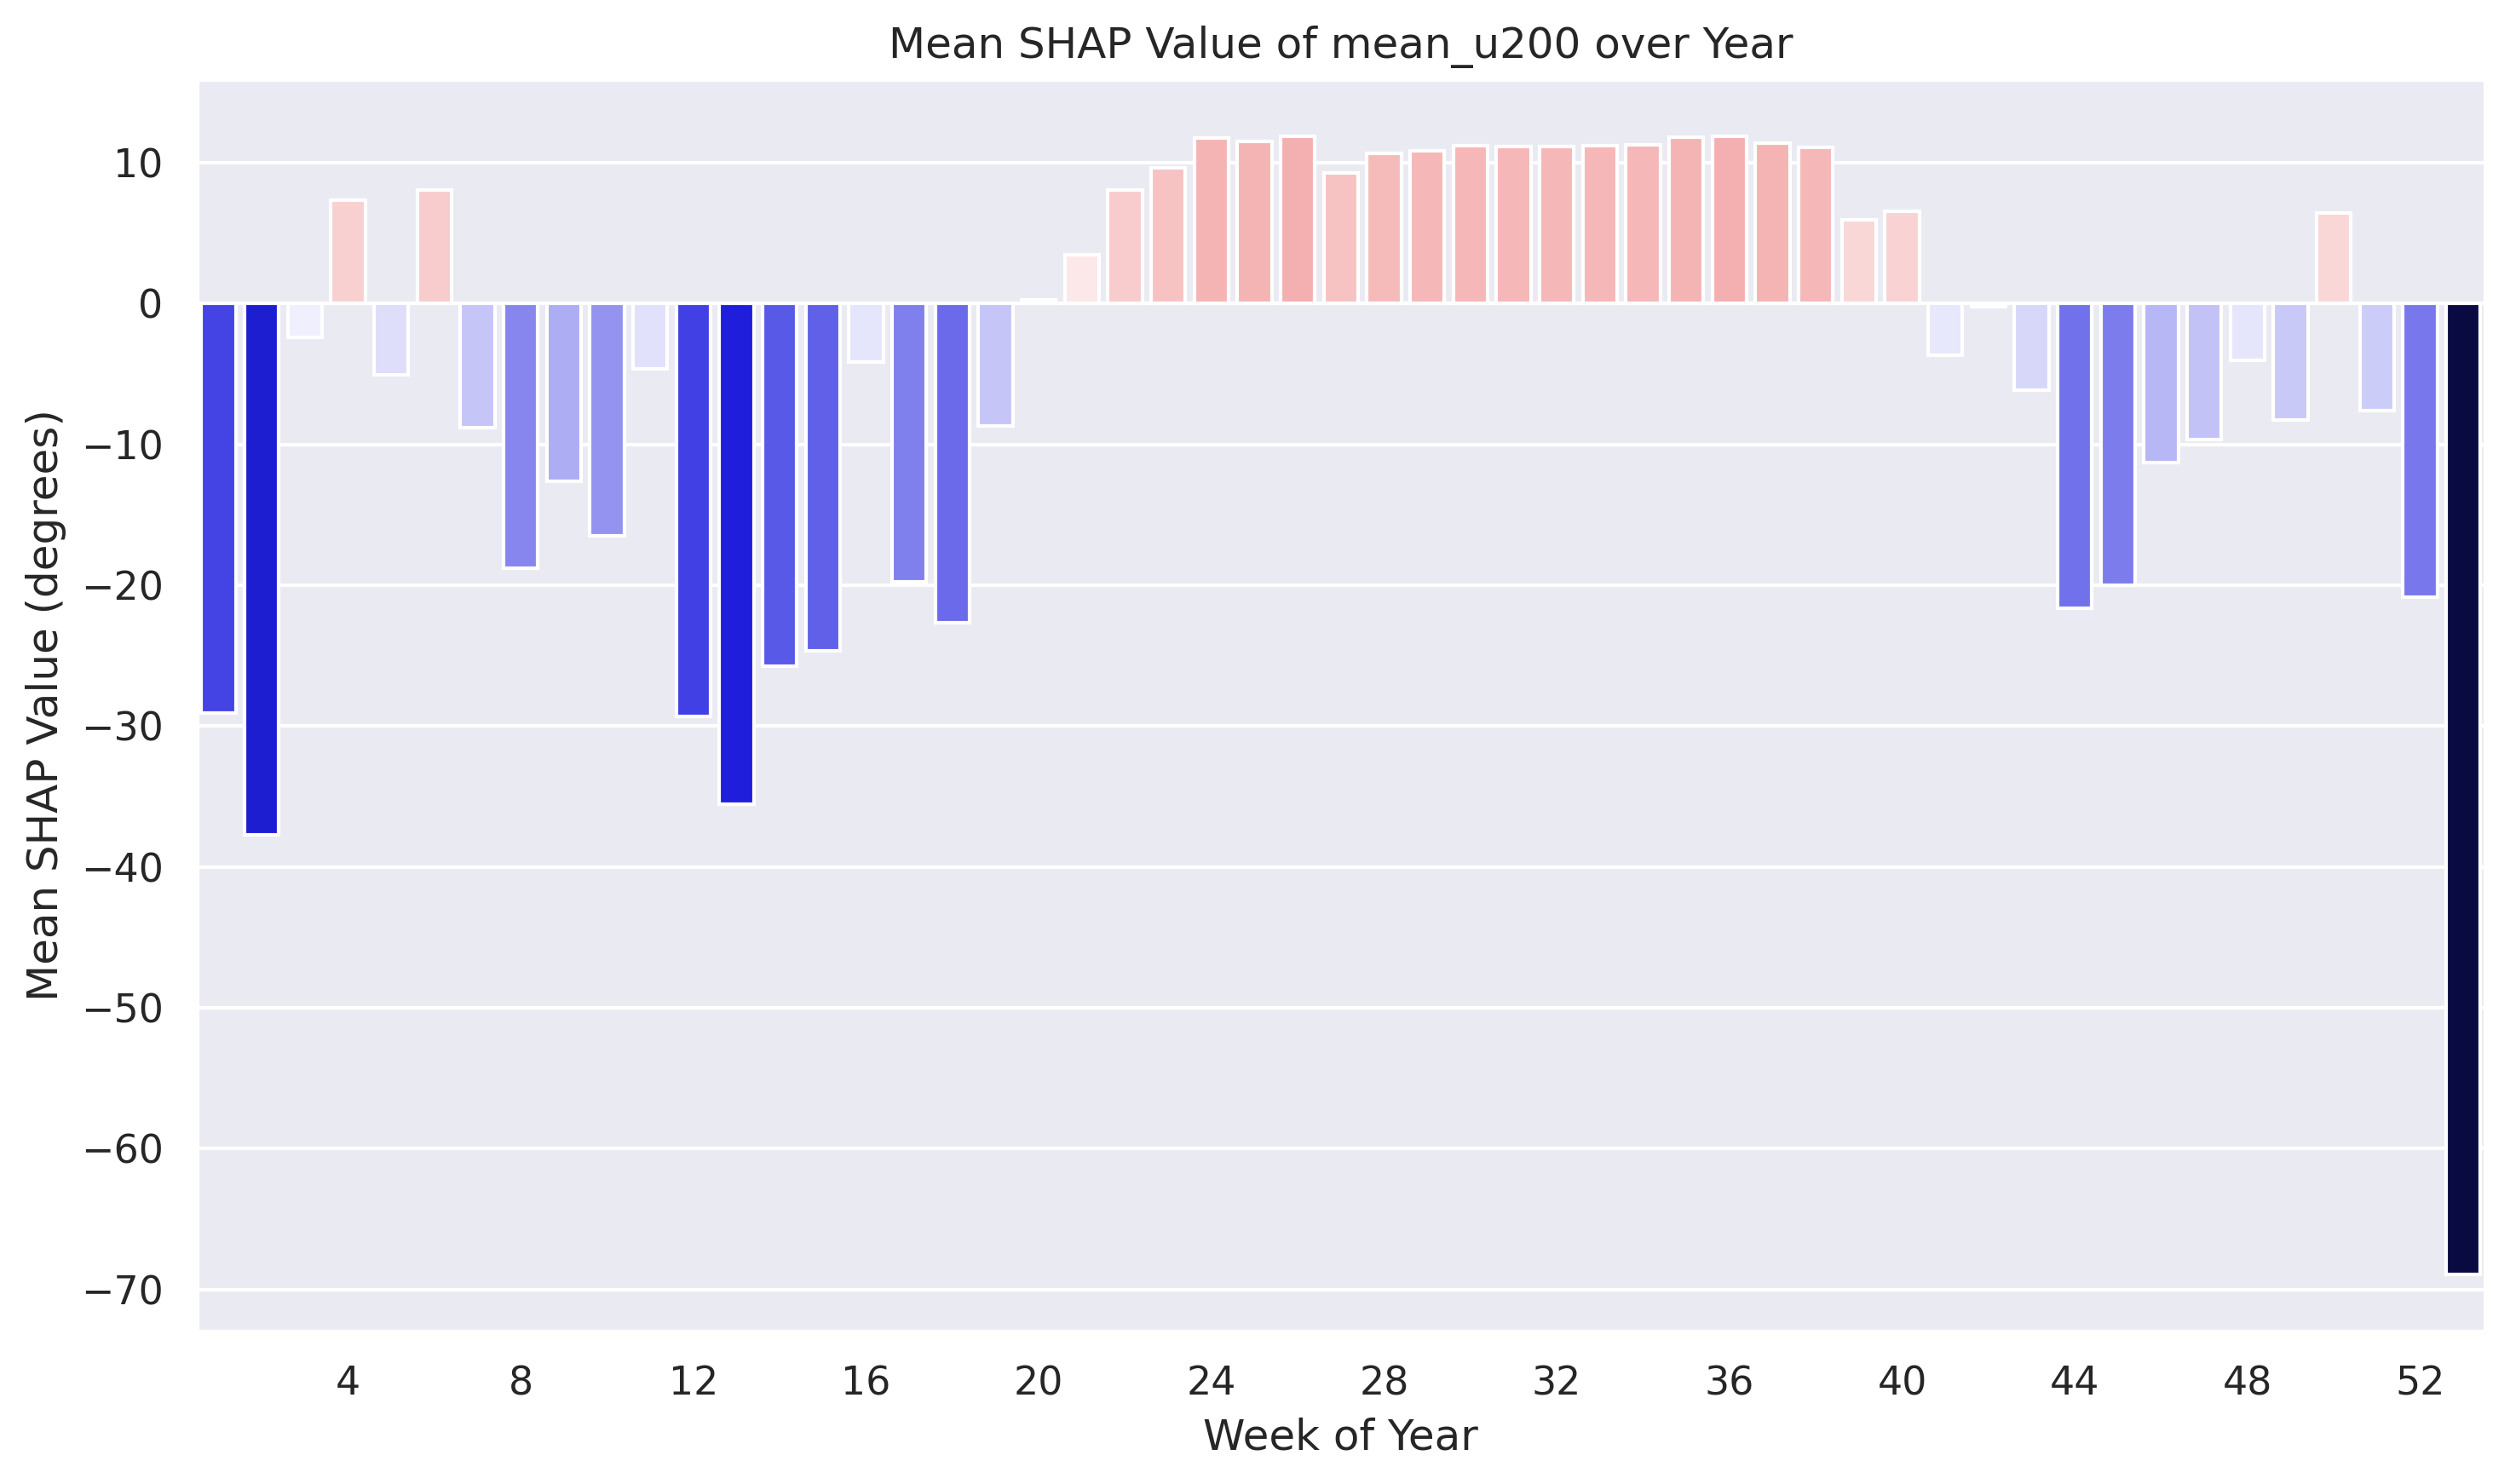 Mean SHAP Value of mean_u200 over Year
Mean SHAP Value (degrees)
10
0
−10
−20
−30
−40
−50
−60
−70
4 8 12 16 20 24 28 32 36 40 44 48 52
Week of Year